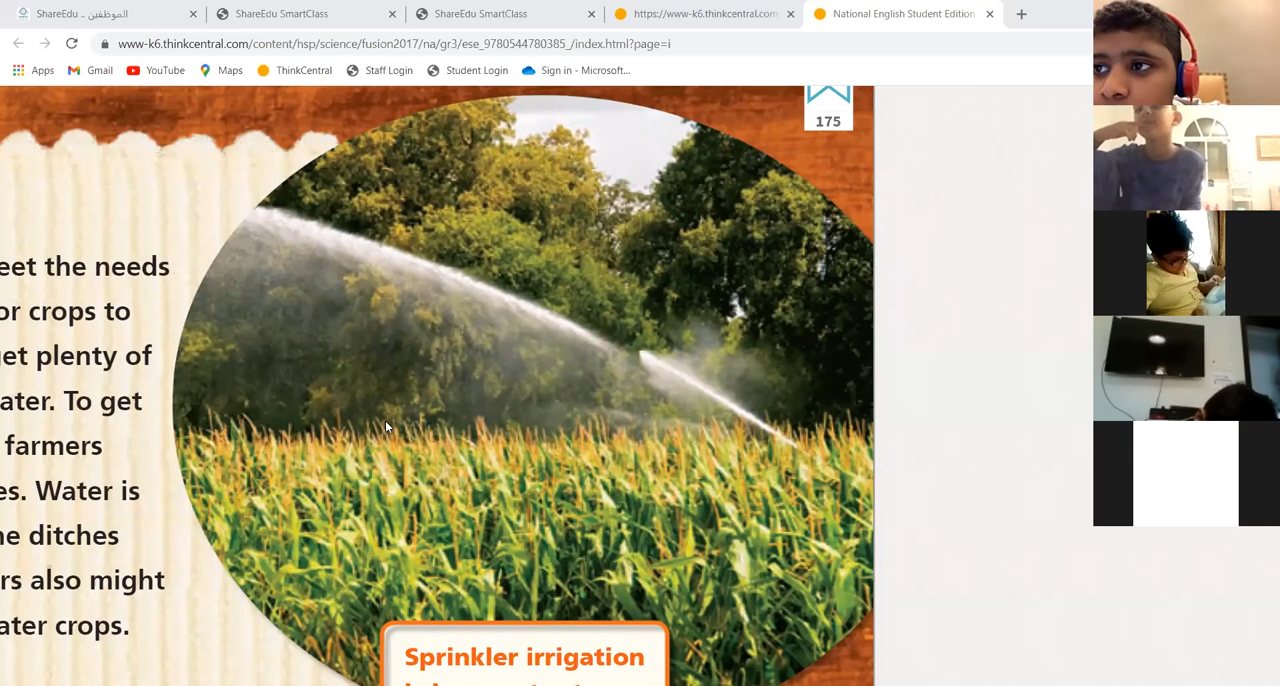 ShareEdu .. الموظفين
ShareEdu SmartClass
ShareEdu SmartClass
https://www-k6.thinkcentral.com
National English Student Edition
www-k6.thinkcentral.com/content/hsp/science/fusion2017/na/gr3/ese_9780544780385_/index.html?page=i
Apps
Gmail
YouTube
Maps
ThinkCentral
Staff Login
Student Login
Sign in - Microsoft...
175
eet the needs
or crops to
get plenty of
ater. To get
farmers
es. Water is
ne ditches
rs also might
ater crops.
Sprinkler irrigation